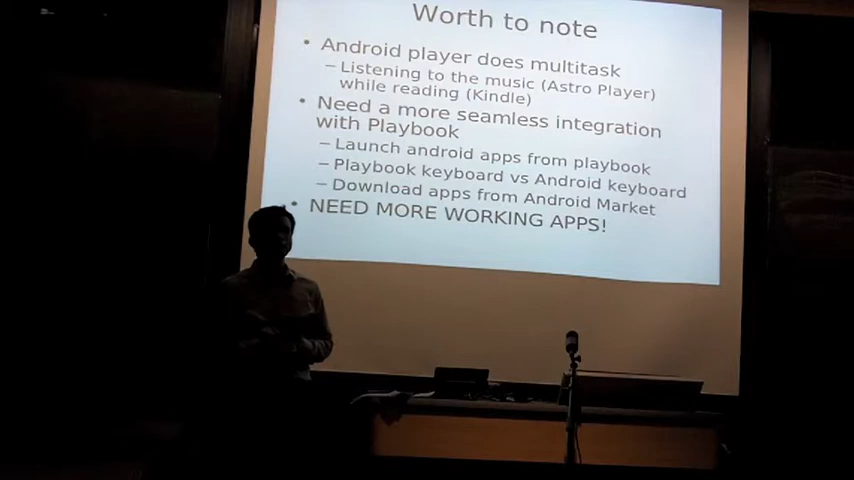 Worth to note
• Android player does multitask
– Listening to the music (Astro Player)
while reading (Kindle)
• Need a more seamless integration
with Playbook
– Launch android apps from playbook
– Playbook keyboard vs Android keyboard
– Download apps from Android Market
• NEED MORE WORKING APPS!